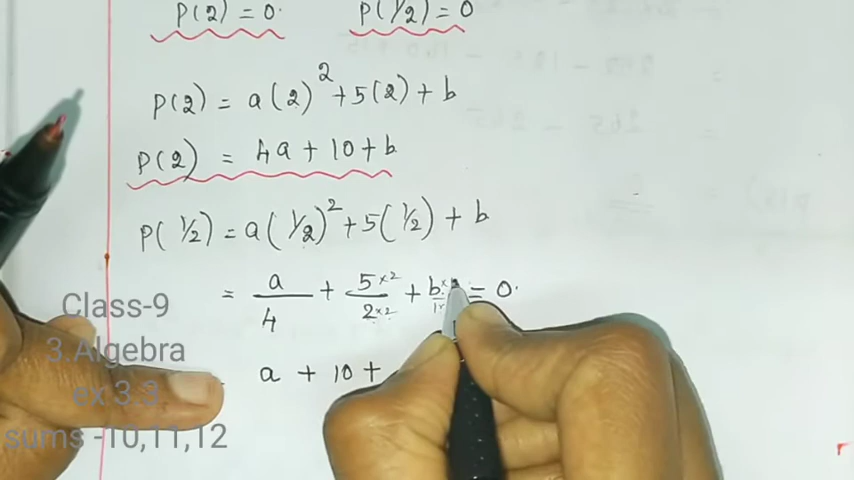 P(2) = 0. P(1/2) = 0
P(2) = a(2)² + 5(2) + b
P(2) = 4a + 10 + b
P(1/2) = a(1/2)² + 5(1/2) + b
= a/4 + 5×2/2×2 + b = 0.
a + 10 +
Class-9
3.Algebra
ex 3.3
sums -10,11,12